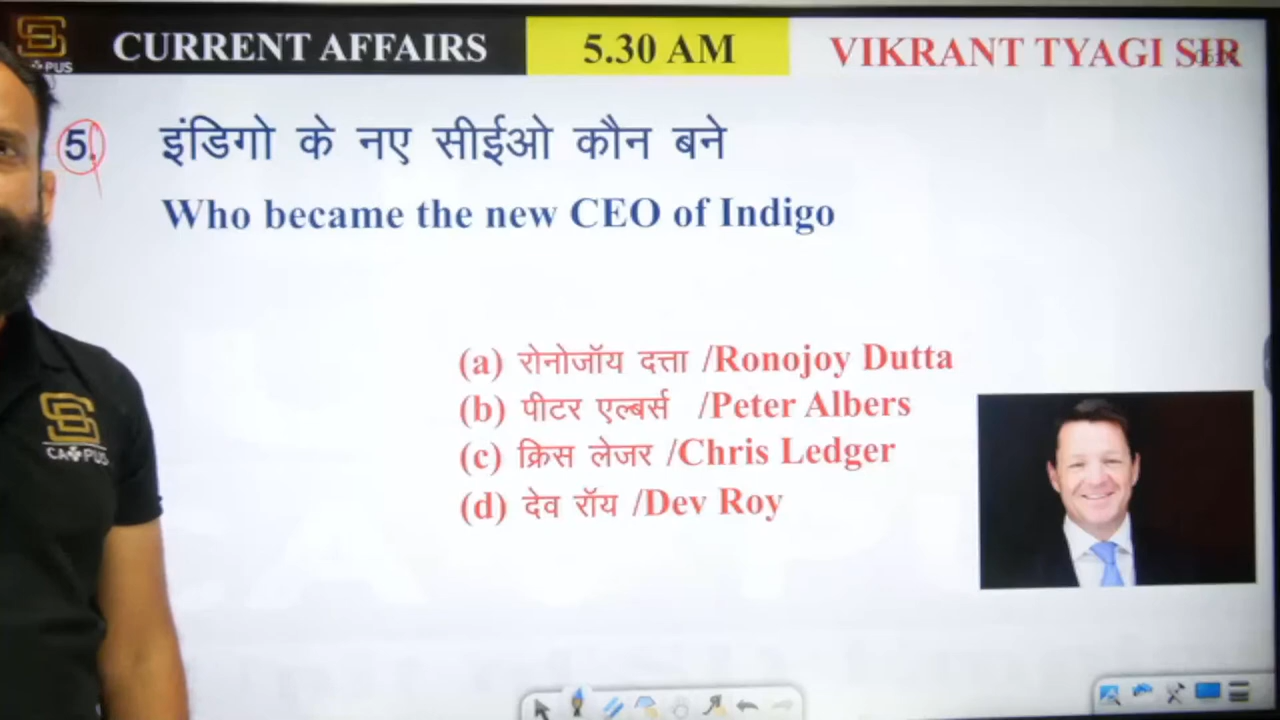 CURRENT AFFAIRS
5.30 AM
VIKRANT TYAGI SIR
CAMPUS
5.
इंडिगो के नए सीईओ कौन बने
Who became the new CEO of Indigo
(a) रोनोजॉय दत्ता /Ronojoy Dutta
(b) पीटर एल्बर्स /Peter Albers
(c) क्रिस लेजर /Chris Ledger
(d) देव रॉय /Dev Roy
CAMPUS